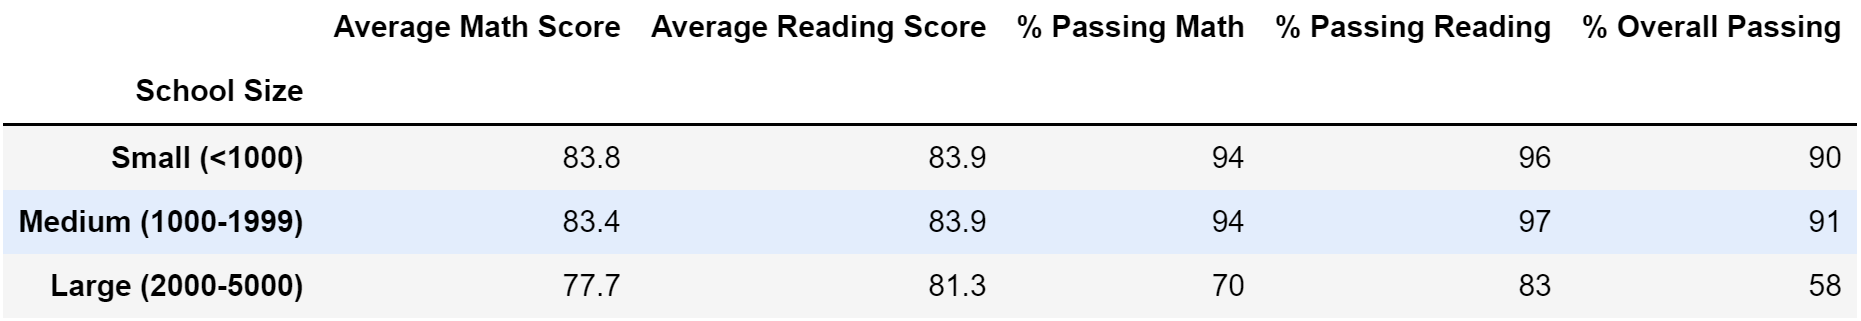 Average Math Score Average Reading Score % Passing Math % Passing Reading % Overall Passing
School Size
Small (<1000) 83.8 83.9 94 96 90
Medium (1000-1999) 83.4 83.9 94 97 91
Large (2000-5000) 77.7 81.3 70 83 58